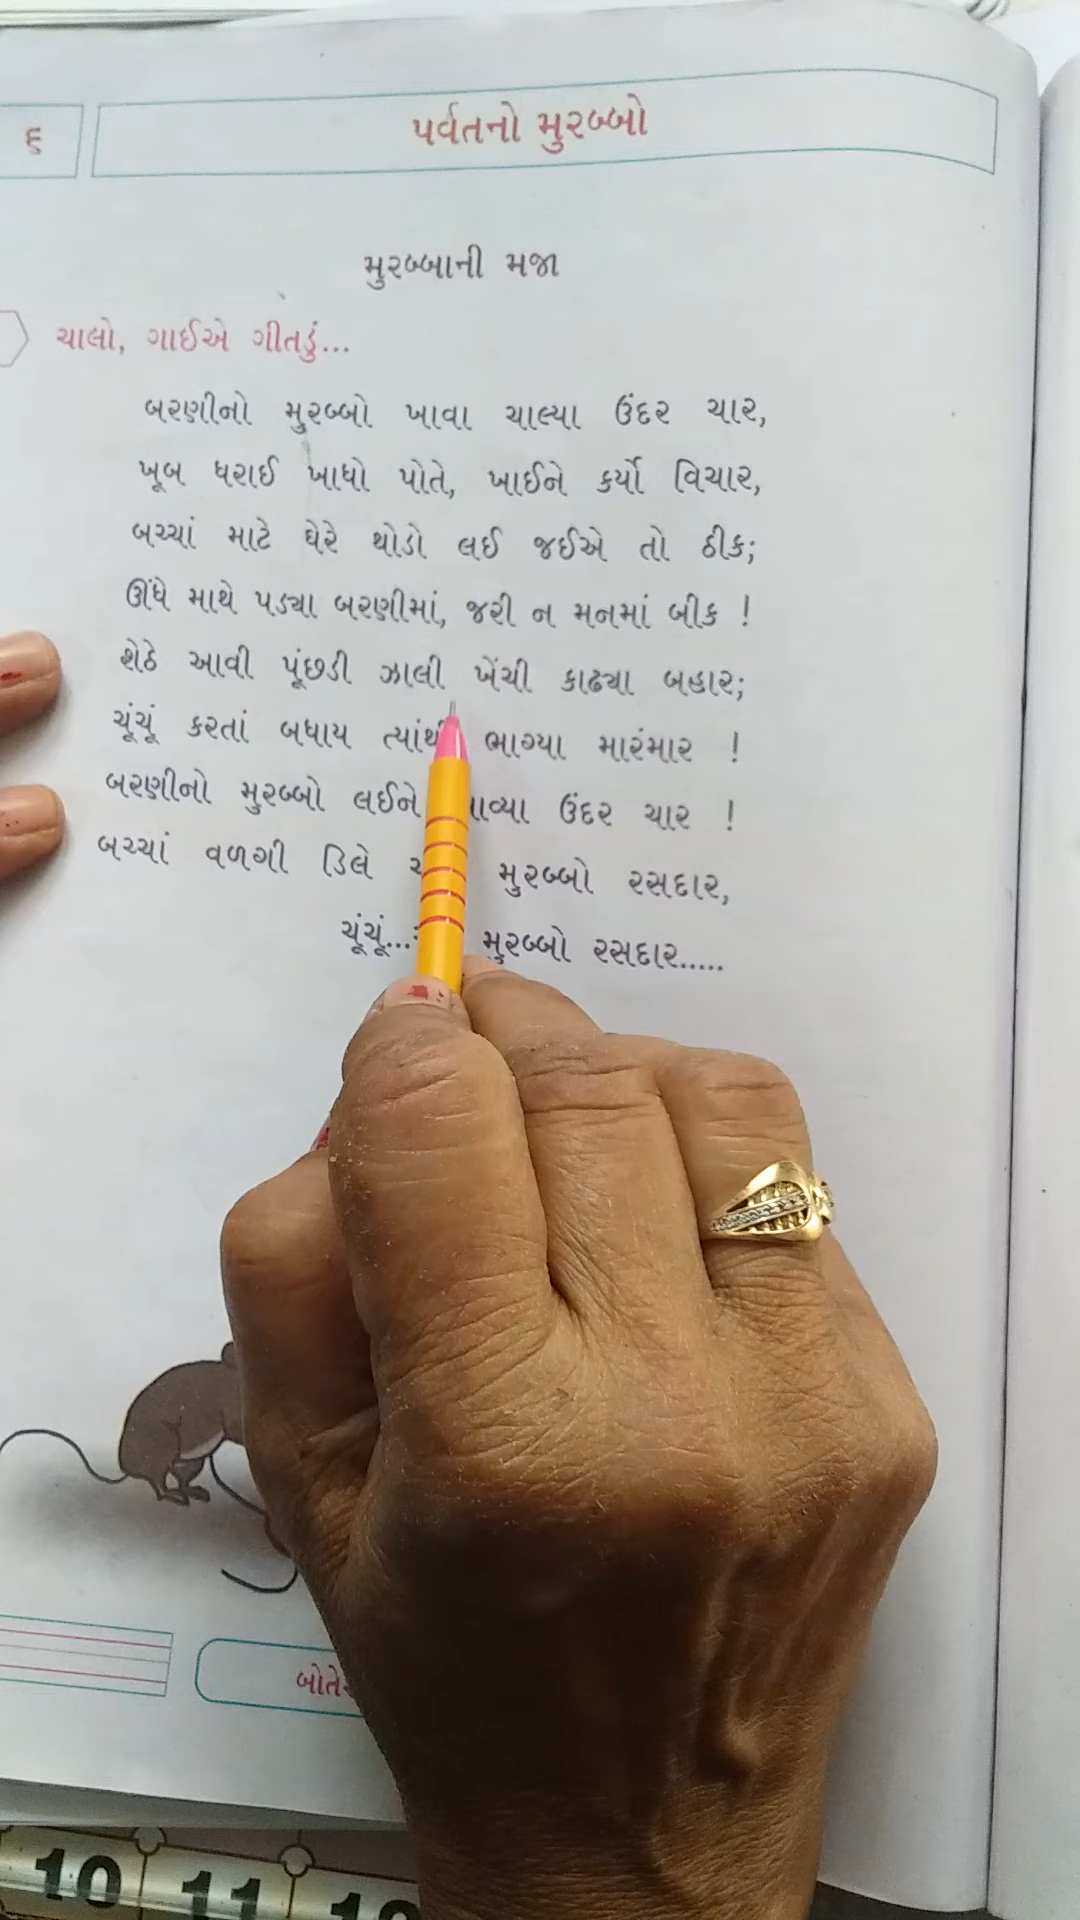 ૬
પર્વતનો મુરબ્બો
મુરબ્બાની મજા
ચાલો, ગાઈએ ગીતડું...
બરણીનો મુરબ્બો ખાવા ચાલ્યા ઉંદર ચાર,
ખૂબ ધરાઈ ખાધો પોતે, ખાઈને કર્યો વિચાર,
બચ્ચાં માટે ઘેરે થોડો લઈ જઈએ તો ઠીક;
ઊંધે માથે પડ્યા બરણીમાં, જરી ન મનમાં બીક !
શેઠે આવી પૂંછડી ઝાલી ખેંચી કાઢ્યા બહાર;
ચૂંચૂં કરતાં બધાય ત્યાંથી ભાગ્યા મારંમાર !
બરણીનો મુરબ્બો લઈને ઉંદર ચાર !
બચ્ચાં વળગી ડિલે મુરબ્બો રસદાર,
ચૂંચૂં... મુરબ્બો રસદાર.....
10 11